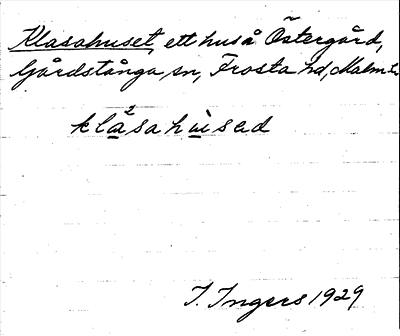 Klasahuset, ett hus å Östergård,
Gårdstånga sn, Frosta hd, Malm. l.
klasahusad
I. Ingers 1929